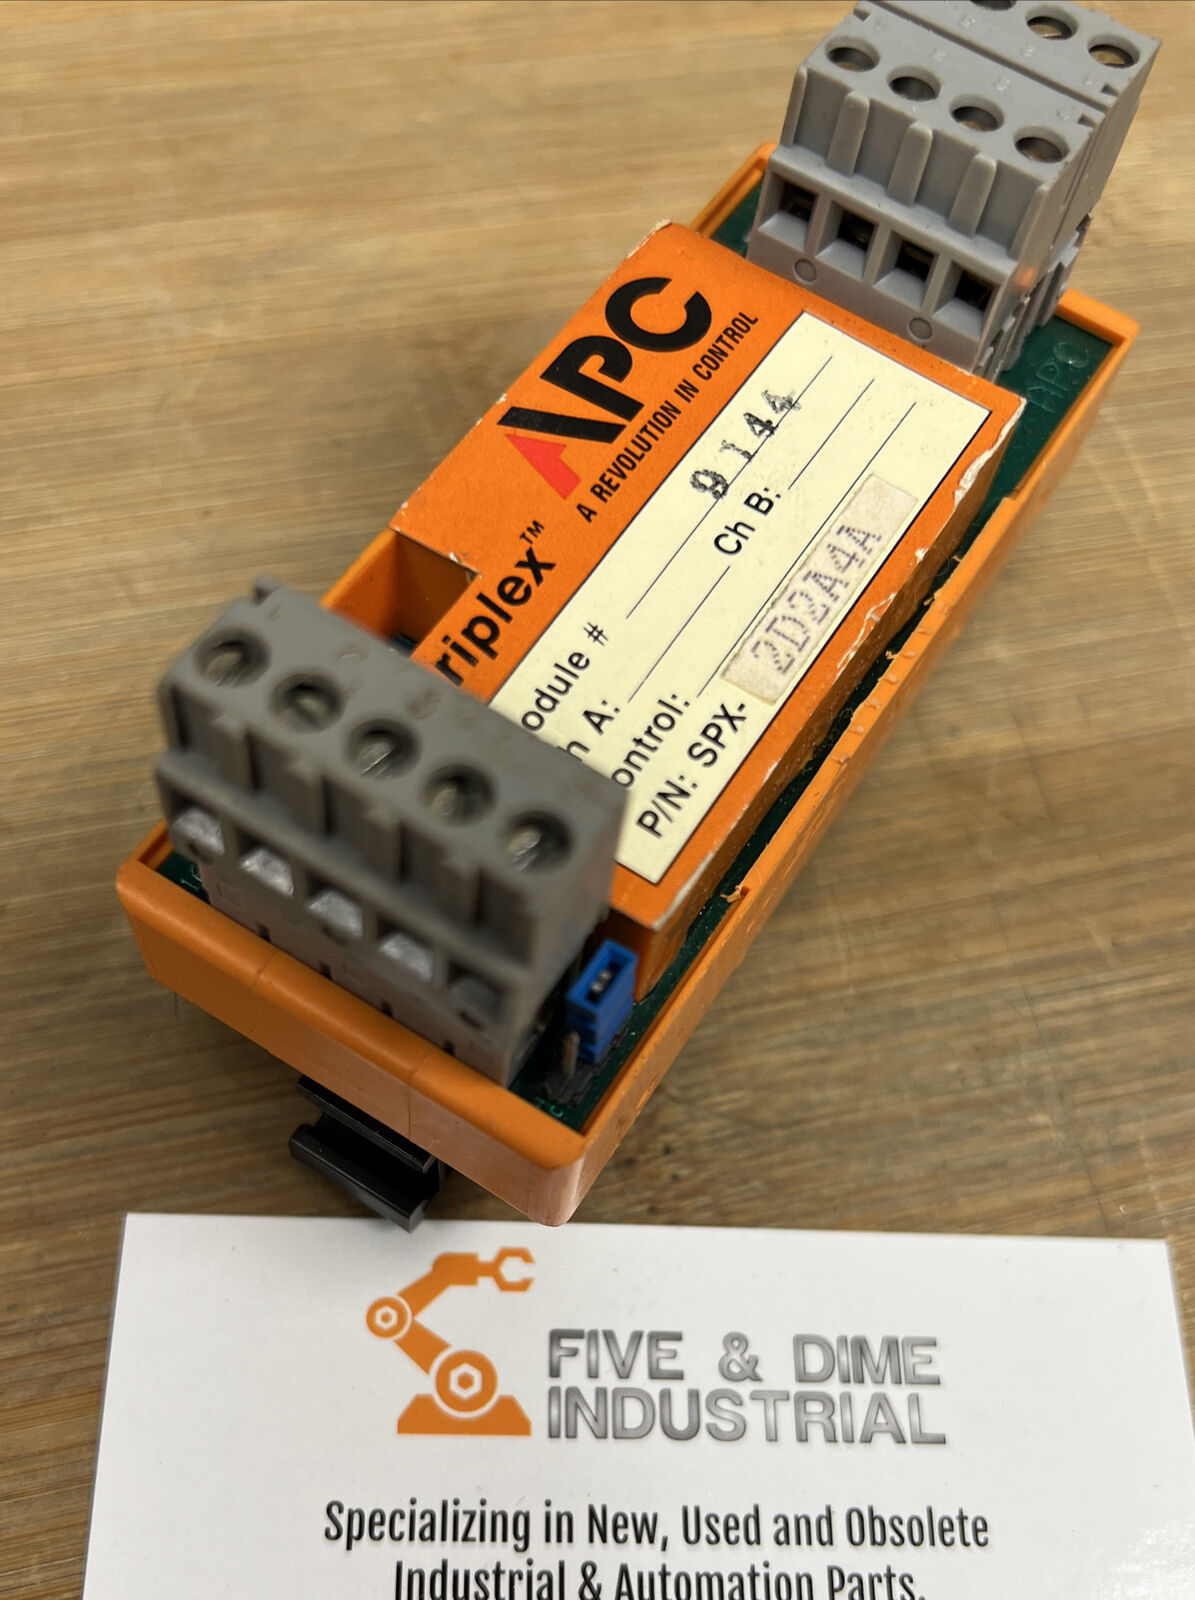 APC
A REVOLUTION IN CONTROL
riplex™
odule # 9144
h A: Ch B:
ontrol:
P/N: SPX- 2D2A4A
APC
FIVE & DIME
INDUSTRIAL
Specializing in New, Used and Obsolete
Industrial & Automation Parts.